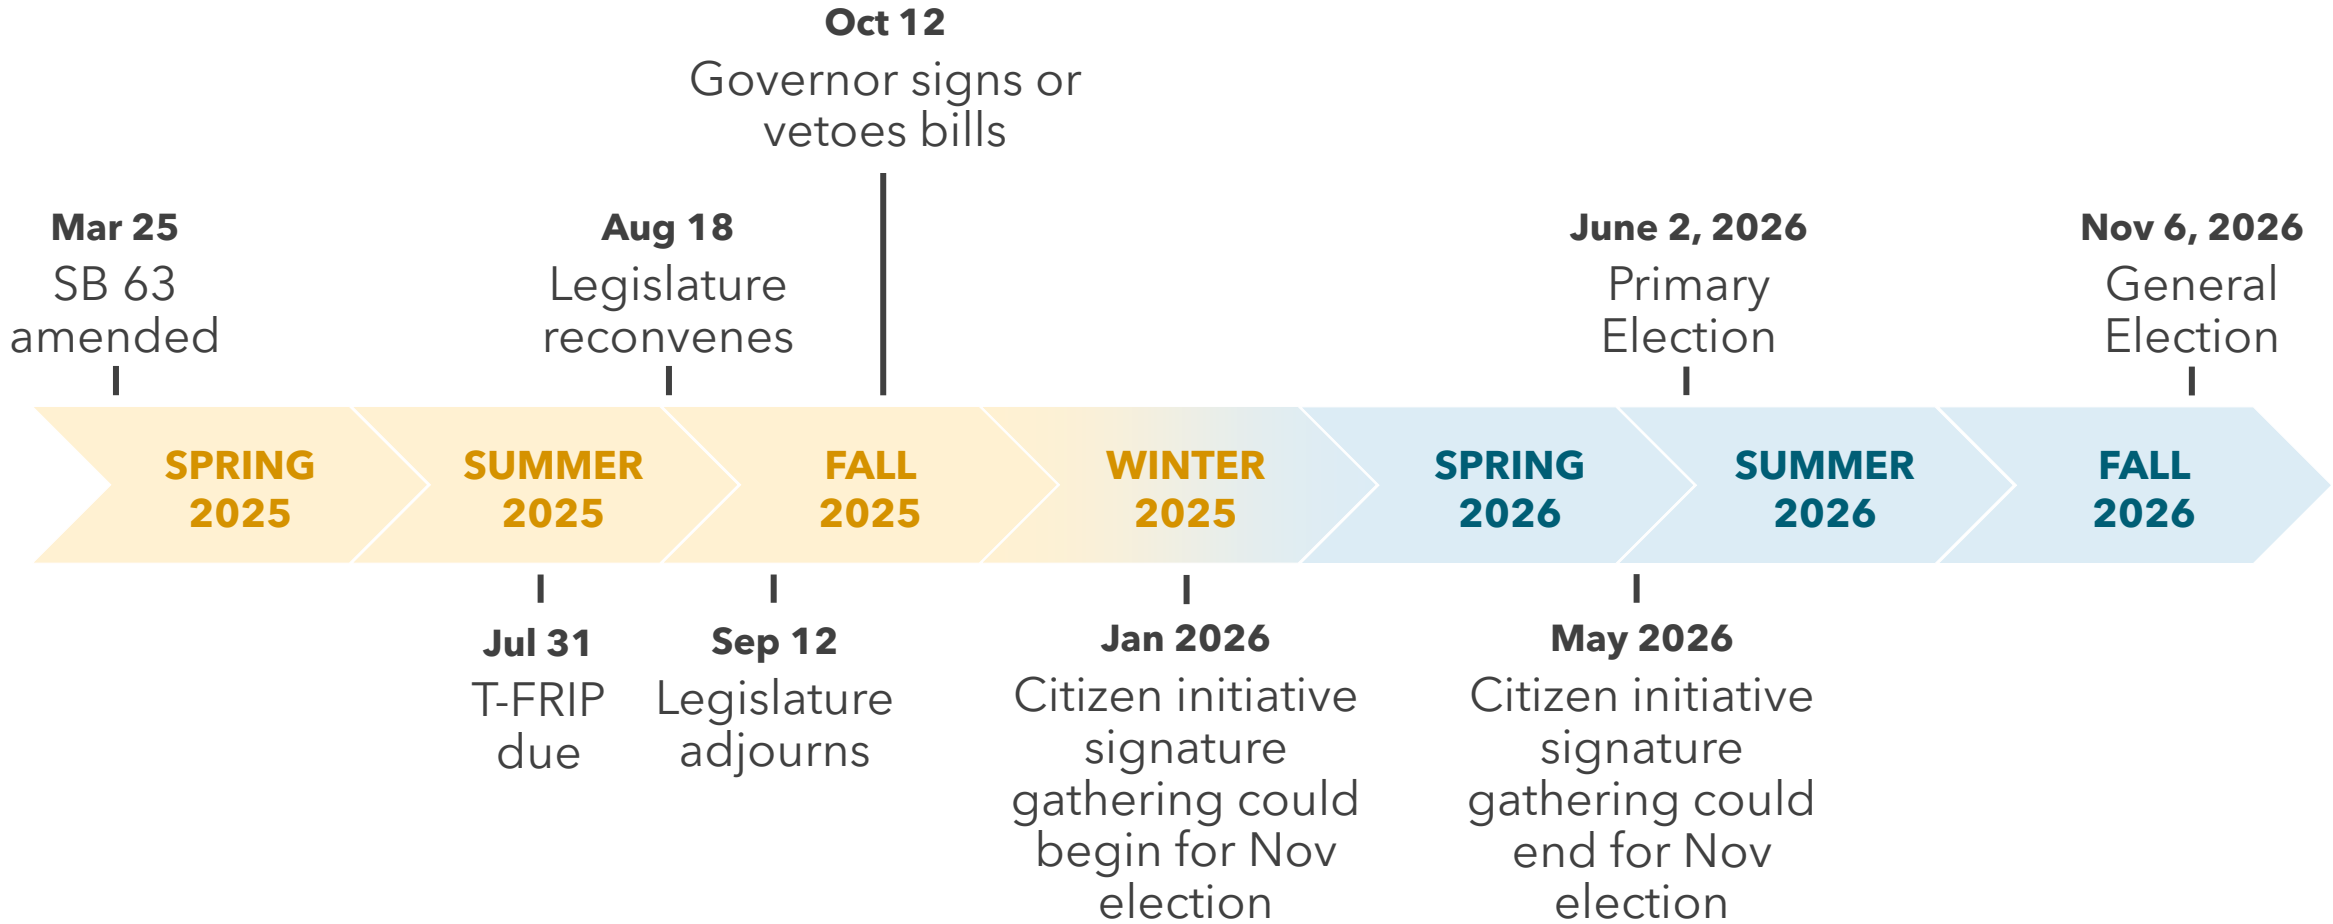 Oct 12
Governor signs or
vetoes bills
Mar 25
SB 63
amended
Aug 18
Legislature
reconvenes
June 2, 2026
Primary
Election
Nov 6, 2026
General
Election
SPRING
2025
SUMMER
2025
FALL
2025
WINTER
2025
SPRING
2026
SUMMER
2026
FALL
2026
Jul 31
T-FRIP
due
Sep 12
Legislature
adjourns
Jan 2026
Citizen initiative
signature
gathering could
begin for Nov
election
May 2026
Citizen initiative
signature
gathering could
end for Nov
election